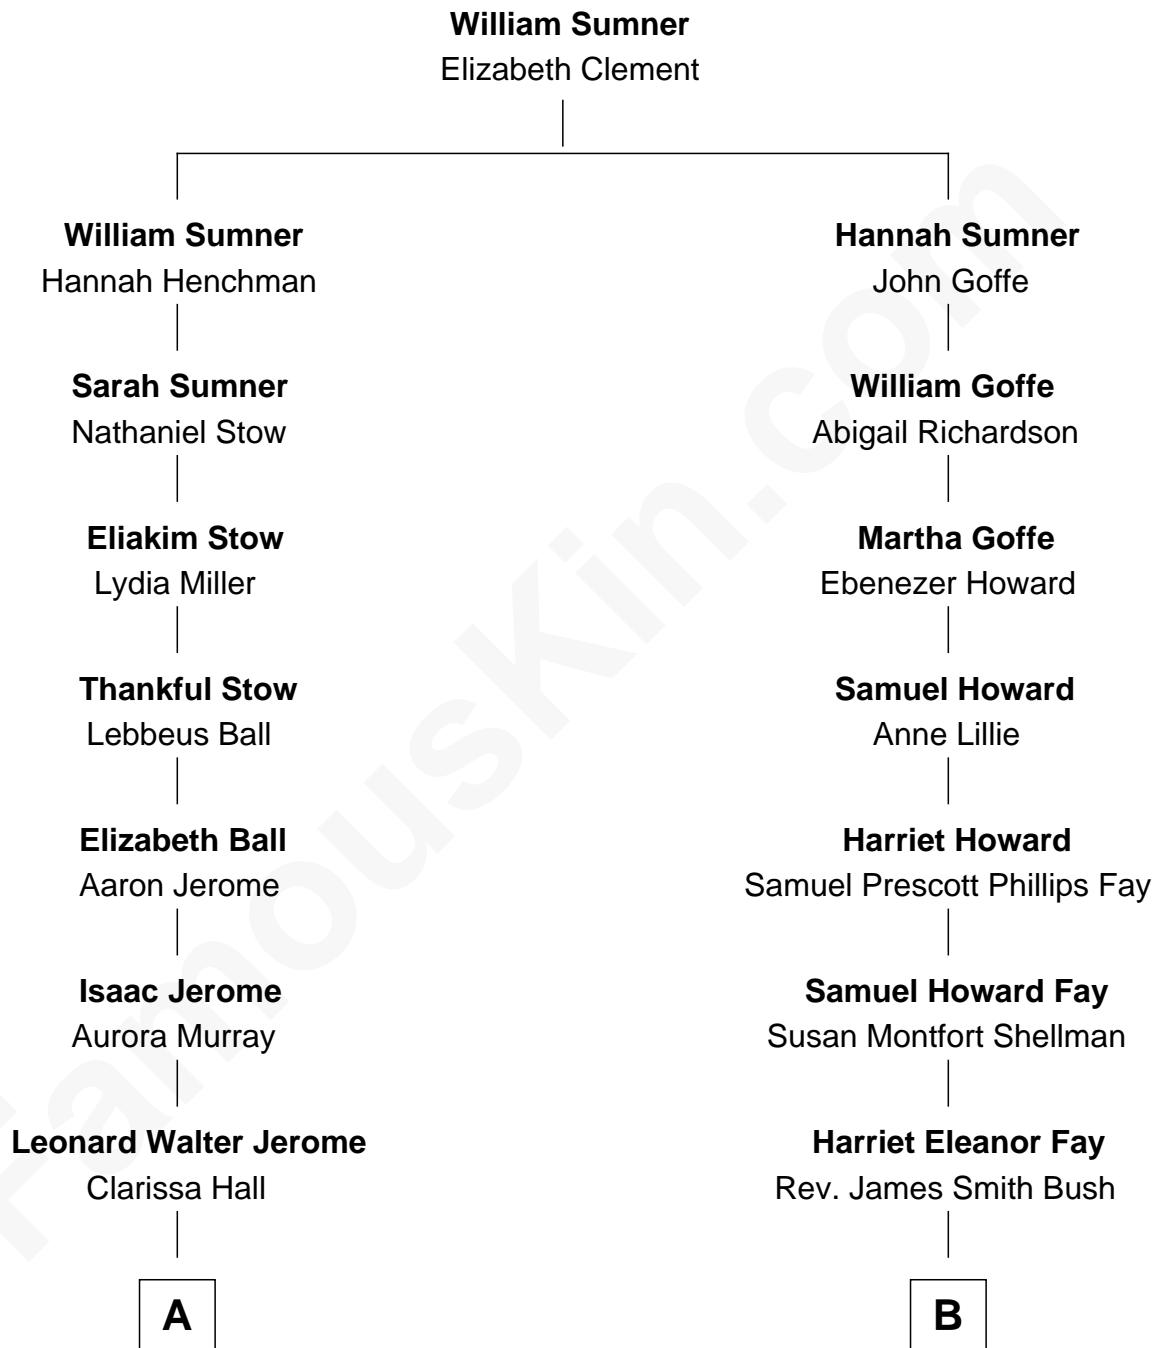 William Sumner
Elizabeth Clement
William Sumner
Hannah Henchman
Hannah Sumner
John Goffe
Sarah Sumner
Nathaniel Stow
William Goffe
Abigail Richardson
Eliakim Stow
Lydia Miller
Martha Goffe
Ebenezer Howard
Thankful Stow
Lebbeus Ball
Samuel Howard
Anne Lillie
Elizabeth Ball
Aaron Jerome
Harriet Howard
Samuel Prescott Phillips Fay
Isaac Jerome
Aurora Murray
Samuel Howard Fay
Susan Montfort Shellman
Leonard Walter Jerome
Clarissa Hall
Harriet Eleanor Fay
Rev. James Smith Bush
A
B
FamousKin.com